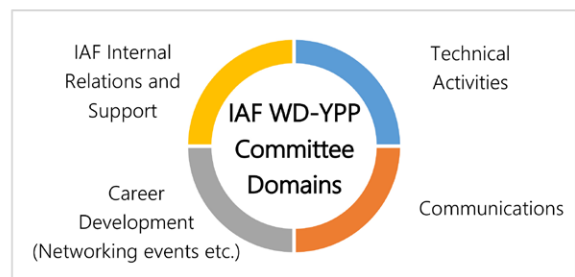 IAF Internal
Relations and
Support
Technical
Activities
IAF WD-YPP
Committee
Domains
Career
Development
(Networking events etc.)
Communications